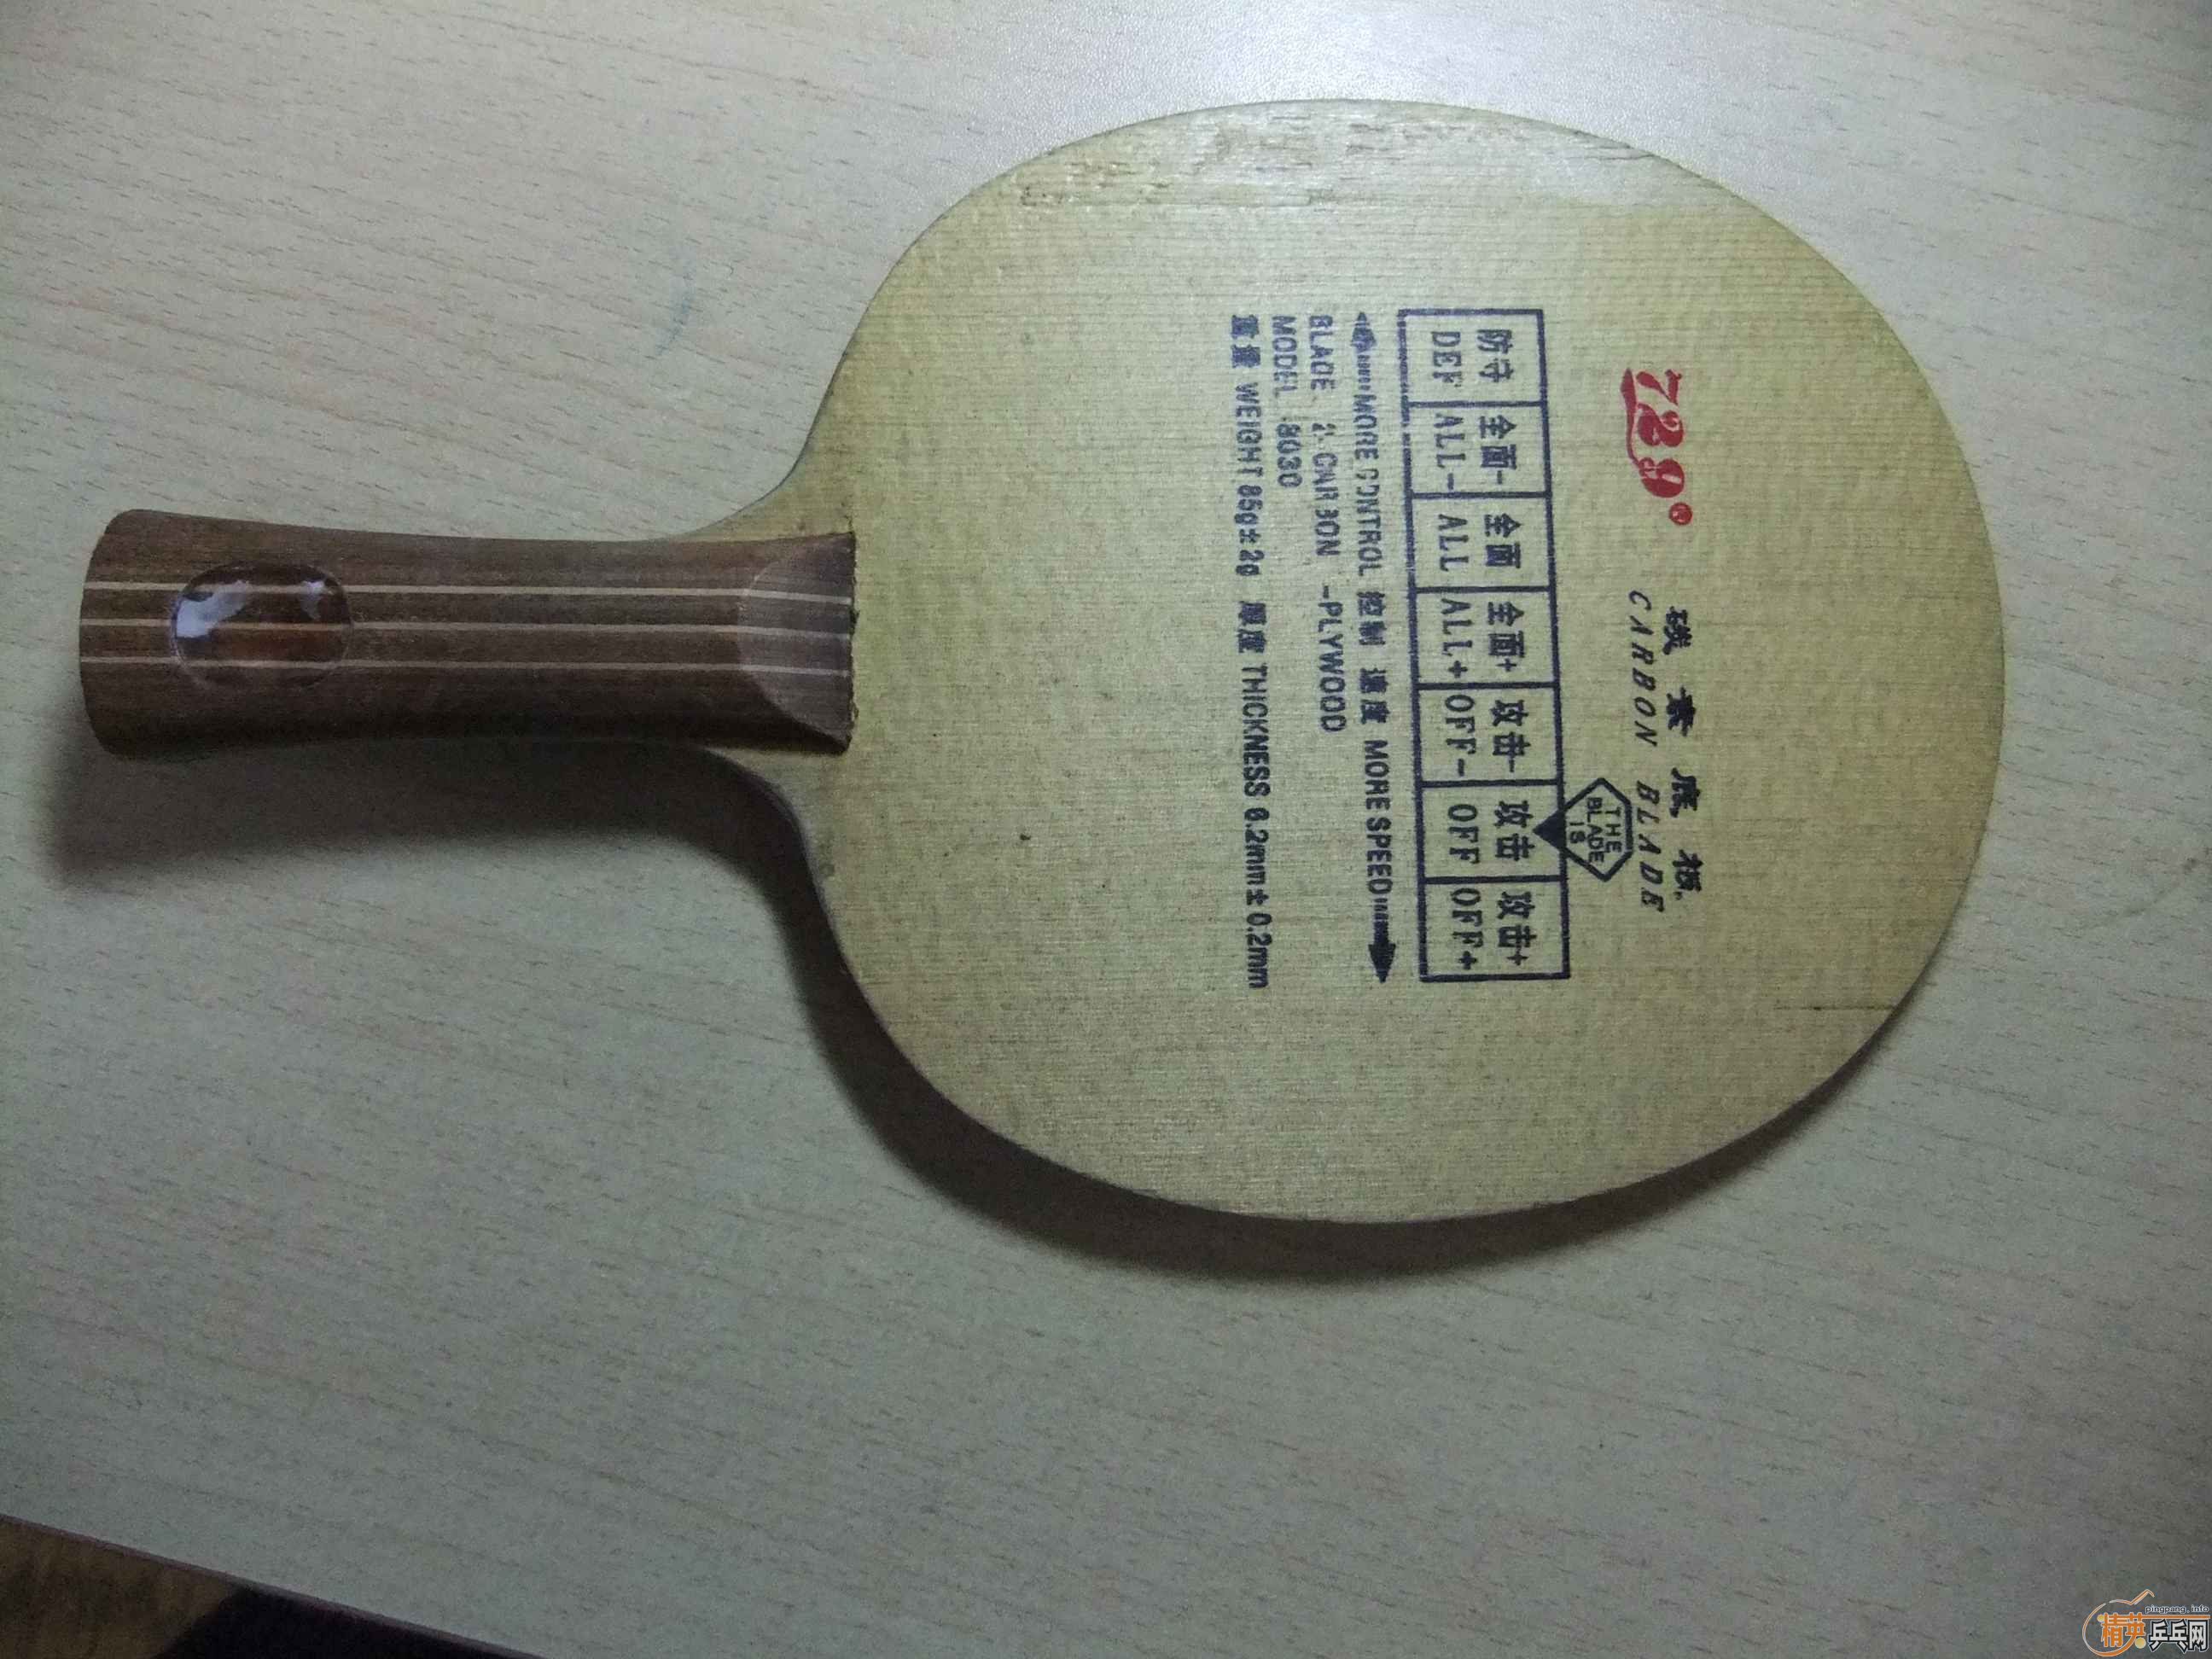 729®
碳素底板
CARBON BLADE
THE
BLADE
IS
防守 全面- 全面 全面+ 攻击- 攻击 攻击+
DEF ALL- ALL ALL+ OFF- OFF OFF+
MORE CONTROL 控制 速度 MORE SPEED
BLADE 2 CARBON -PLYWOOD
MODEL 8030
重量 WEIGHT 85g±2g 厚度 THICKNESS 6.2mm±0.2mm
pingpang.info
精英乒乓网